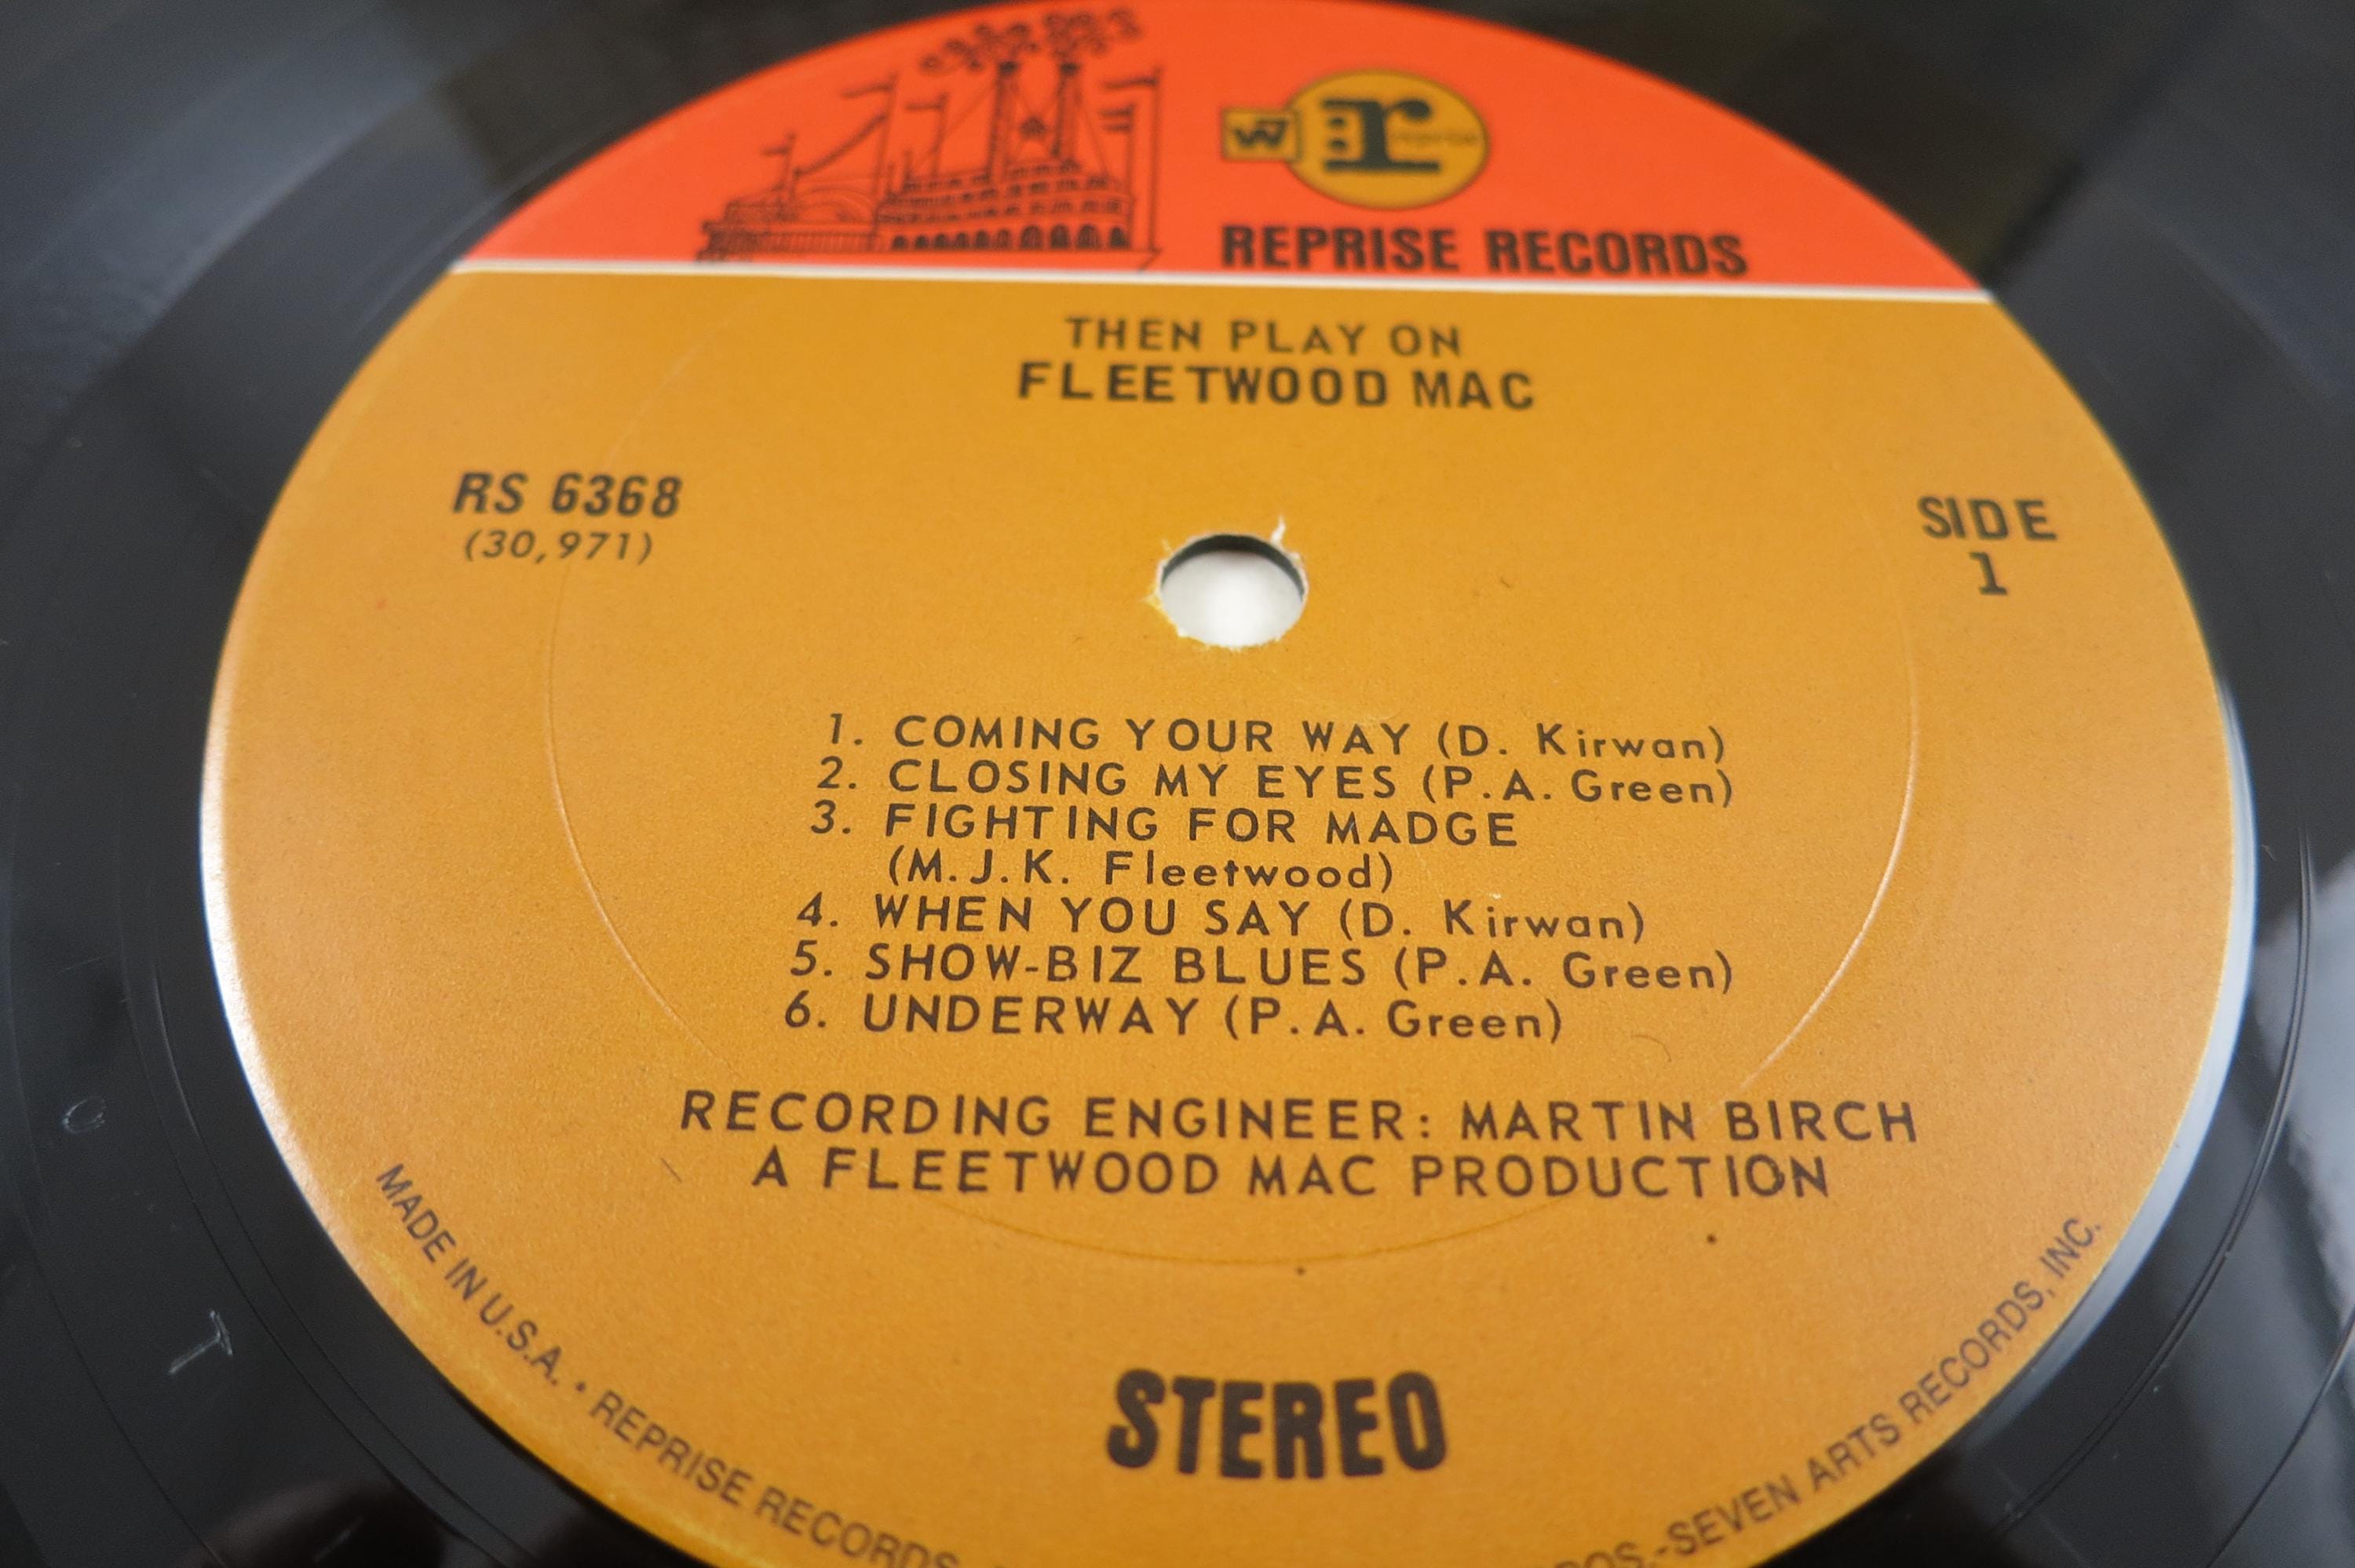 W
r
reprise
REPRISE RECORDS
THEN PLAY ON
FLEETWOOD MAC
RS 6368
(30,971)
SIDE
1
1. COMING YOUR WAY (D. Kirwan)
2. CLOSING MY EYES (P.A. Green)
3. FIGHTING FOR MADGE
(M.J.K. Fleetwood)
4. WHEN YOU SAY (D. Kirwan)
5. SHOW-BIZ BLUES (P.A. Green)
6. UNDERWAY (P.A. Green)
RECORDING ENGINEER: MARTIN BIRCH
A FLEETWOOD MAC PRODUCTION
STEREO
MADE IN U.S.A. • REPRISE RECORDS,
OS.-SEVEN ARTS RECORDS, INC.
T